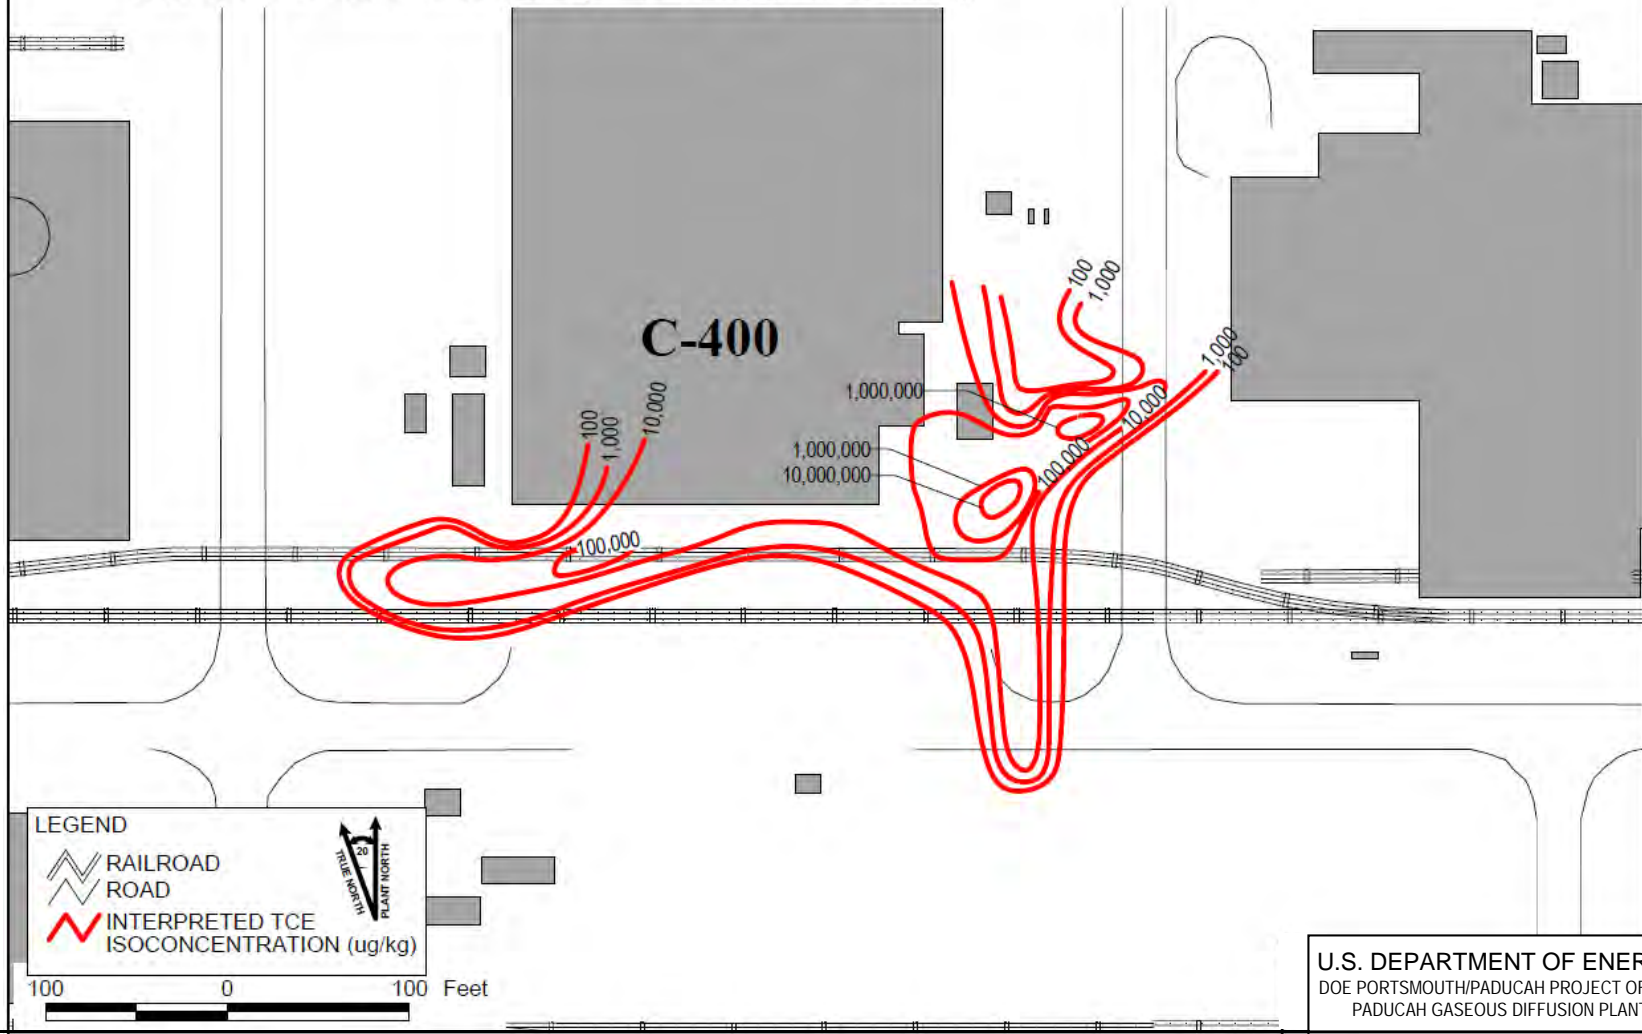 C-400
100
1,000
1,000
100
1,000,000
10,000
100
1,000
10,000
1,000,000
10,000,000
100,000
100,000
LEGEND
RAILROAD
ROAD
INTERPRETED TCE
ISOCONCENTRATION (ug/kg)
20
TRUE NORTH
PLANT NORTH
100 0 100 Feet
U.S. DEPARTMENT OF ENER
DOE PORTSMOUTH/PADUCAH PROJECT OF
PADUCAH GASEOUS DIFFUSION PLANT